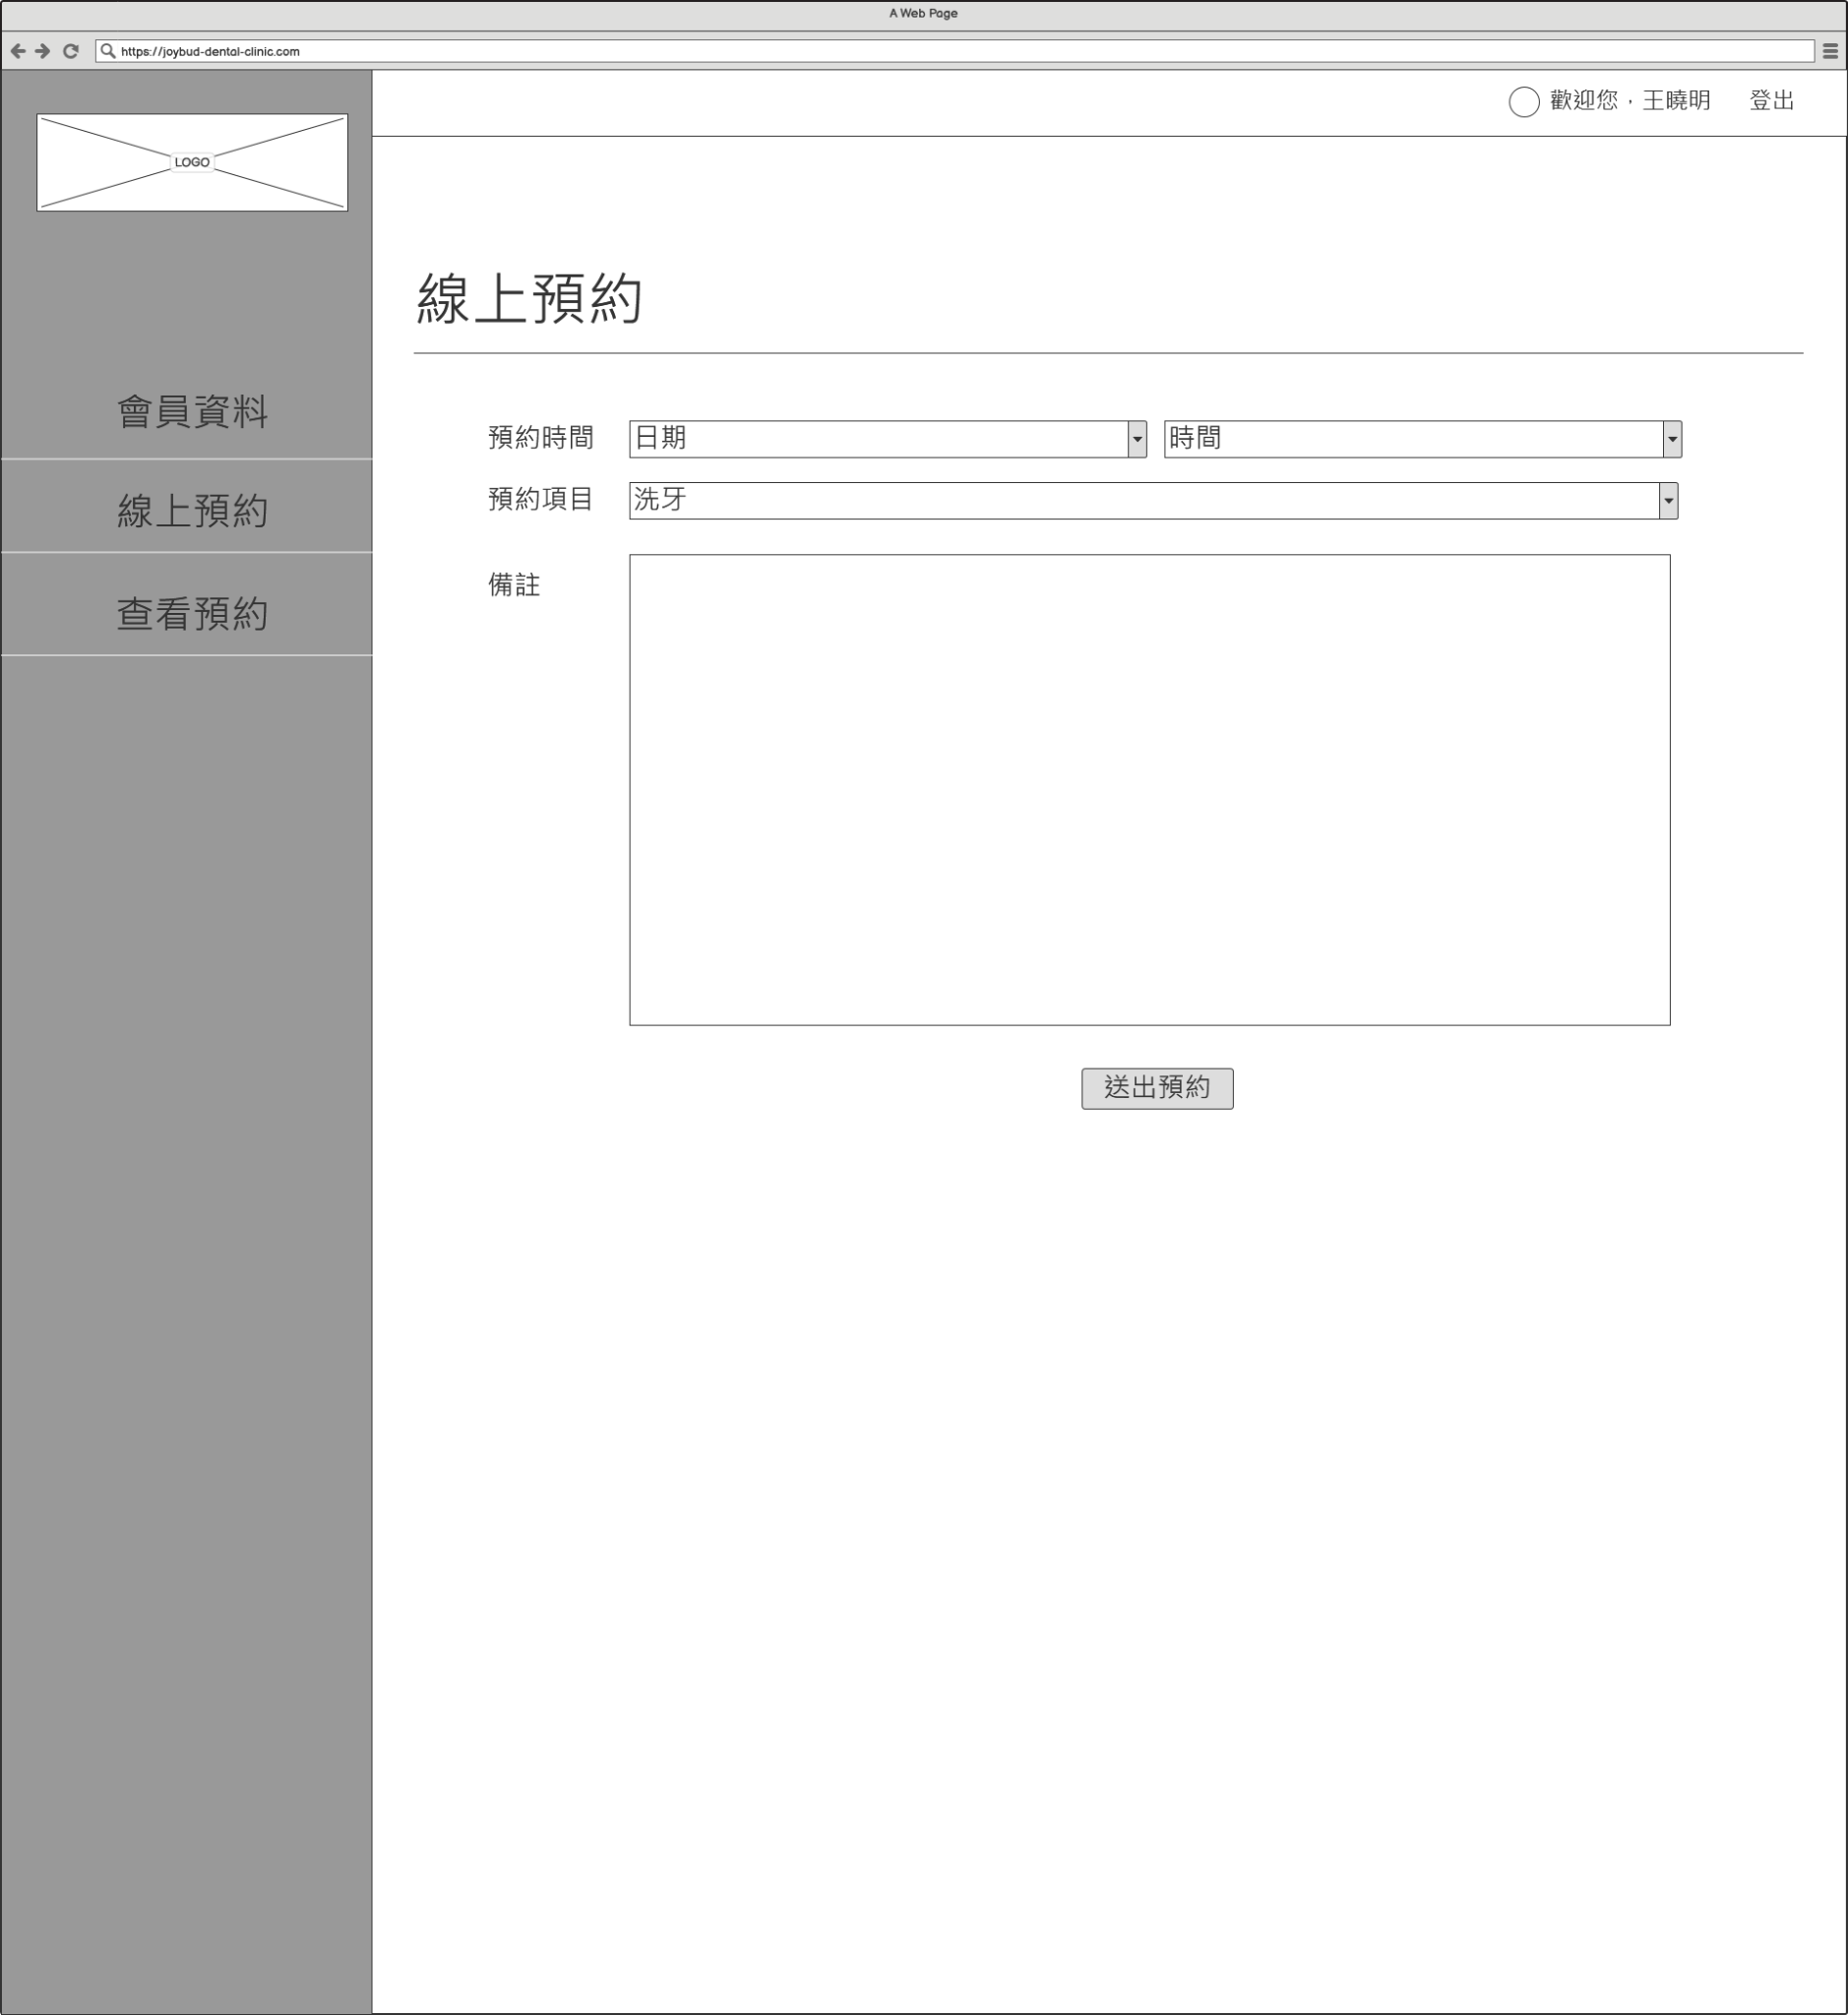 A Web Page
https://joybud-dental-clinic.com
LOGO
歡迎您，王曉明 登出
會員資料
線上預約
查看預約
線上預約
預約時間 日期 時間
預約項目 洗牙
備註
送出預約